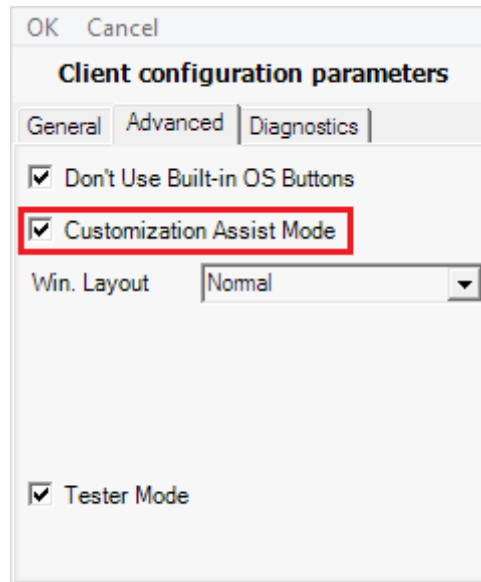 OK Cancel
Client configuration parameters
General Advanced Diagnostics
Don't Use Built-in OS Buttons
Customization Assist Mode
Win. Layout Normal
Tester Mode